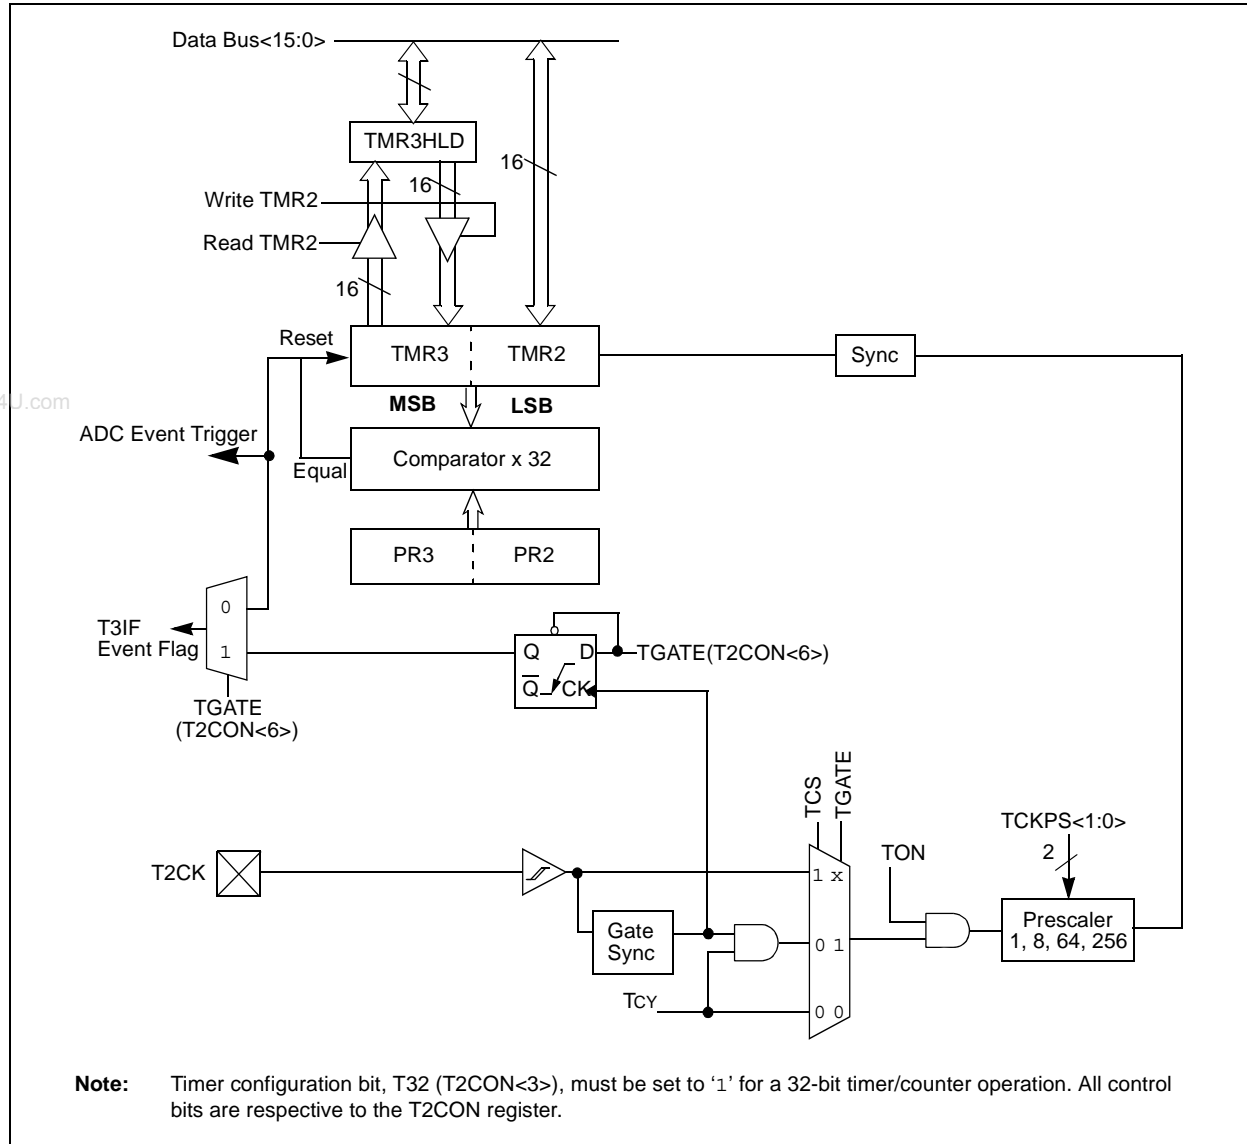 Data Bus<15:0>
TMR3HLD
16
16
Write TMR2
Read TMR2
16
Reset
TMR3
TMR2
Sync
4U.com
MSB
LSB
ADC Event Trigger
Equal
Comparator x 32
PR3
PR2
0
T3IF
Event Flag
1
Q
D
TGATE(T2CON<6>)
Q
CK
TGATE
(T2CON<6>)
TCS
TGATE
TCKPS<1:0>
2
TON
T2CK
1 x
Prescaler
1, 8, 64, 256
Gate
Sync
0 1
TCY
0 0
Note: Timer configuration bit, T32 (T2CON<3>), must be set to ‘1’ for a 32-bit timer/counter operation. All control
bits are respective to the T2CON register.